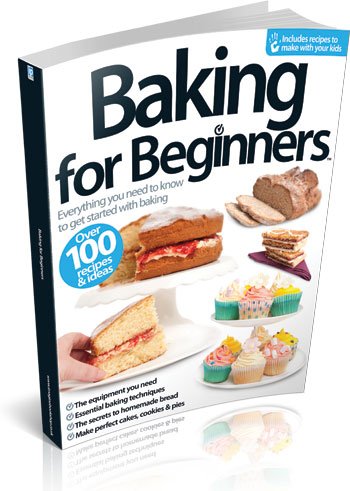 Includes recipes to
make with your kids
Baking
for Beginners
Everything you need to know
to get started with baking
Over
100
recipes
& ideas
The equipment you need
Essential baking techniques
The secrets to homemade bread
Make perfect cakes, cookies & pies
Baking for Beginners